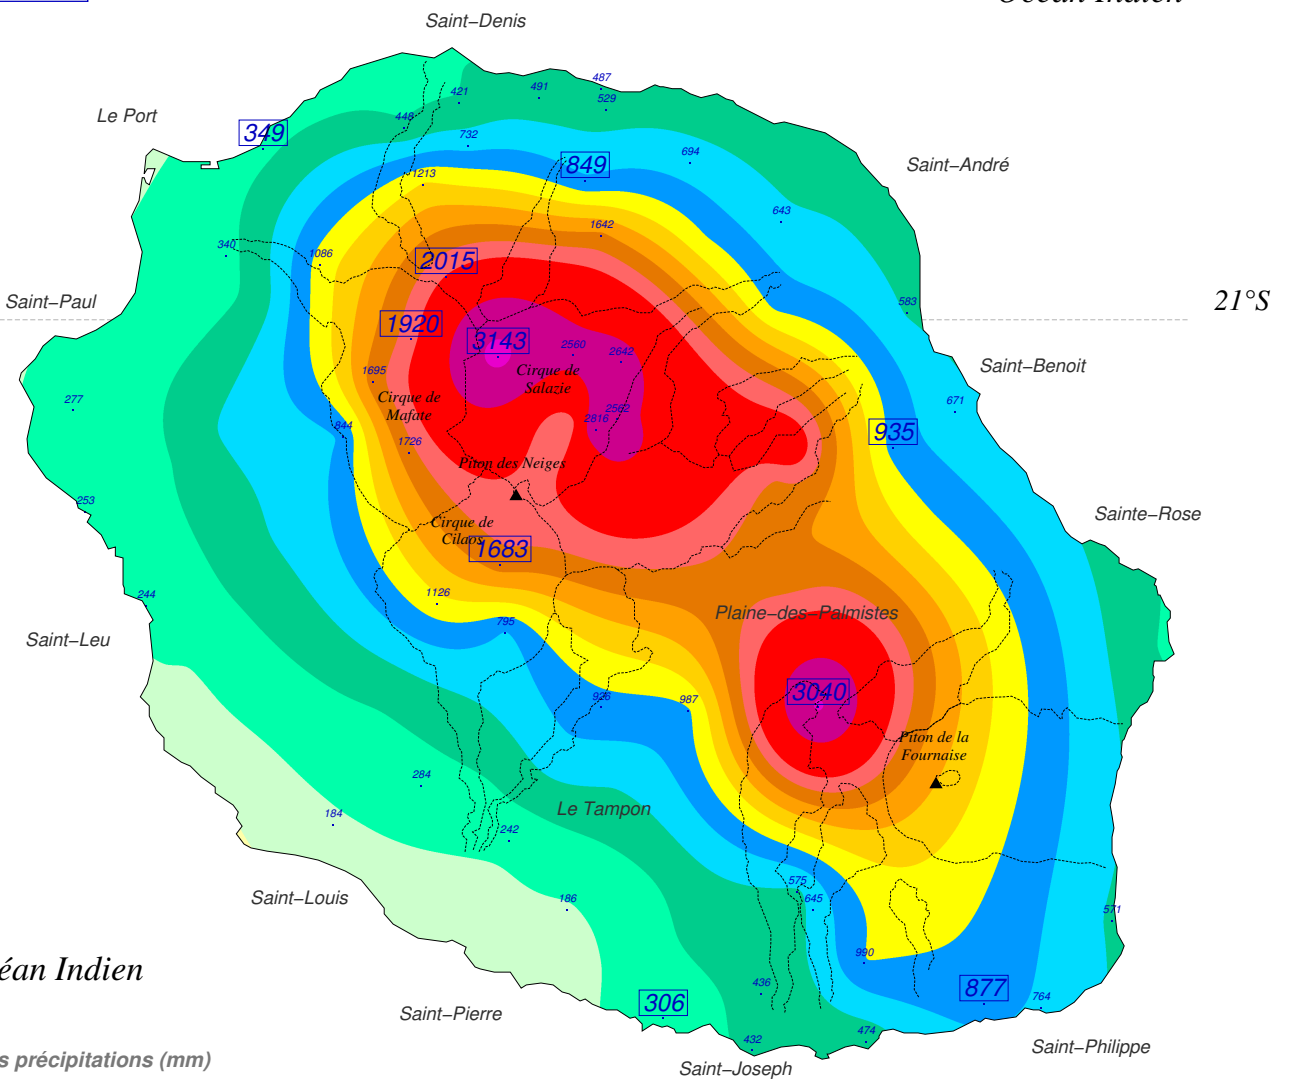 Saint−Denis
487
421
491
529
Le Port
448
349
732
694
849
Saint−André
1213
643
1642
340
1086
2015
Saint−Paul
21°S
583
1920
3143
2560
2642
Saint−Benoit
1695
Cirque de
Salazie
277
Cirque de
Mafate
671
2562
2816
844
935
1726
Piton des Neiges
253
Sainte−Rose
Cirque de
Cilaos
1683
244
1126
Plaine−des−Palmistes
795
Saint−Leu
926
987
3040
Piton de la
Fournaise
284
Le Tampon
184
242
575
Saint−Louis
186
645
571
990
éan Indien
436
877
764
306
Saint−Pierre
474
432
Saint−Philippe
s précipitations (mm)
Saint−Joseph